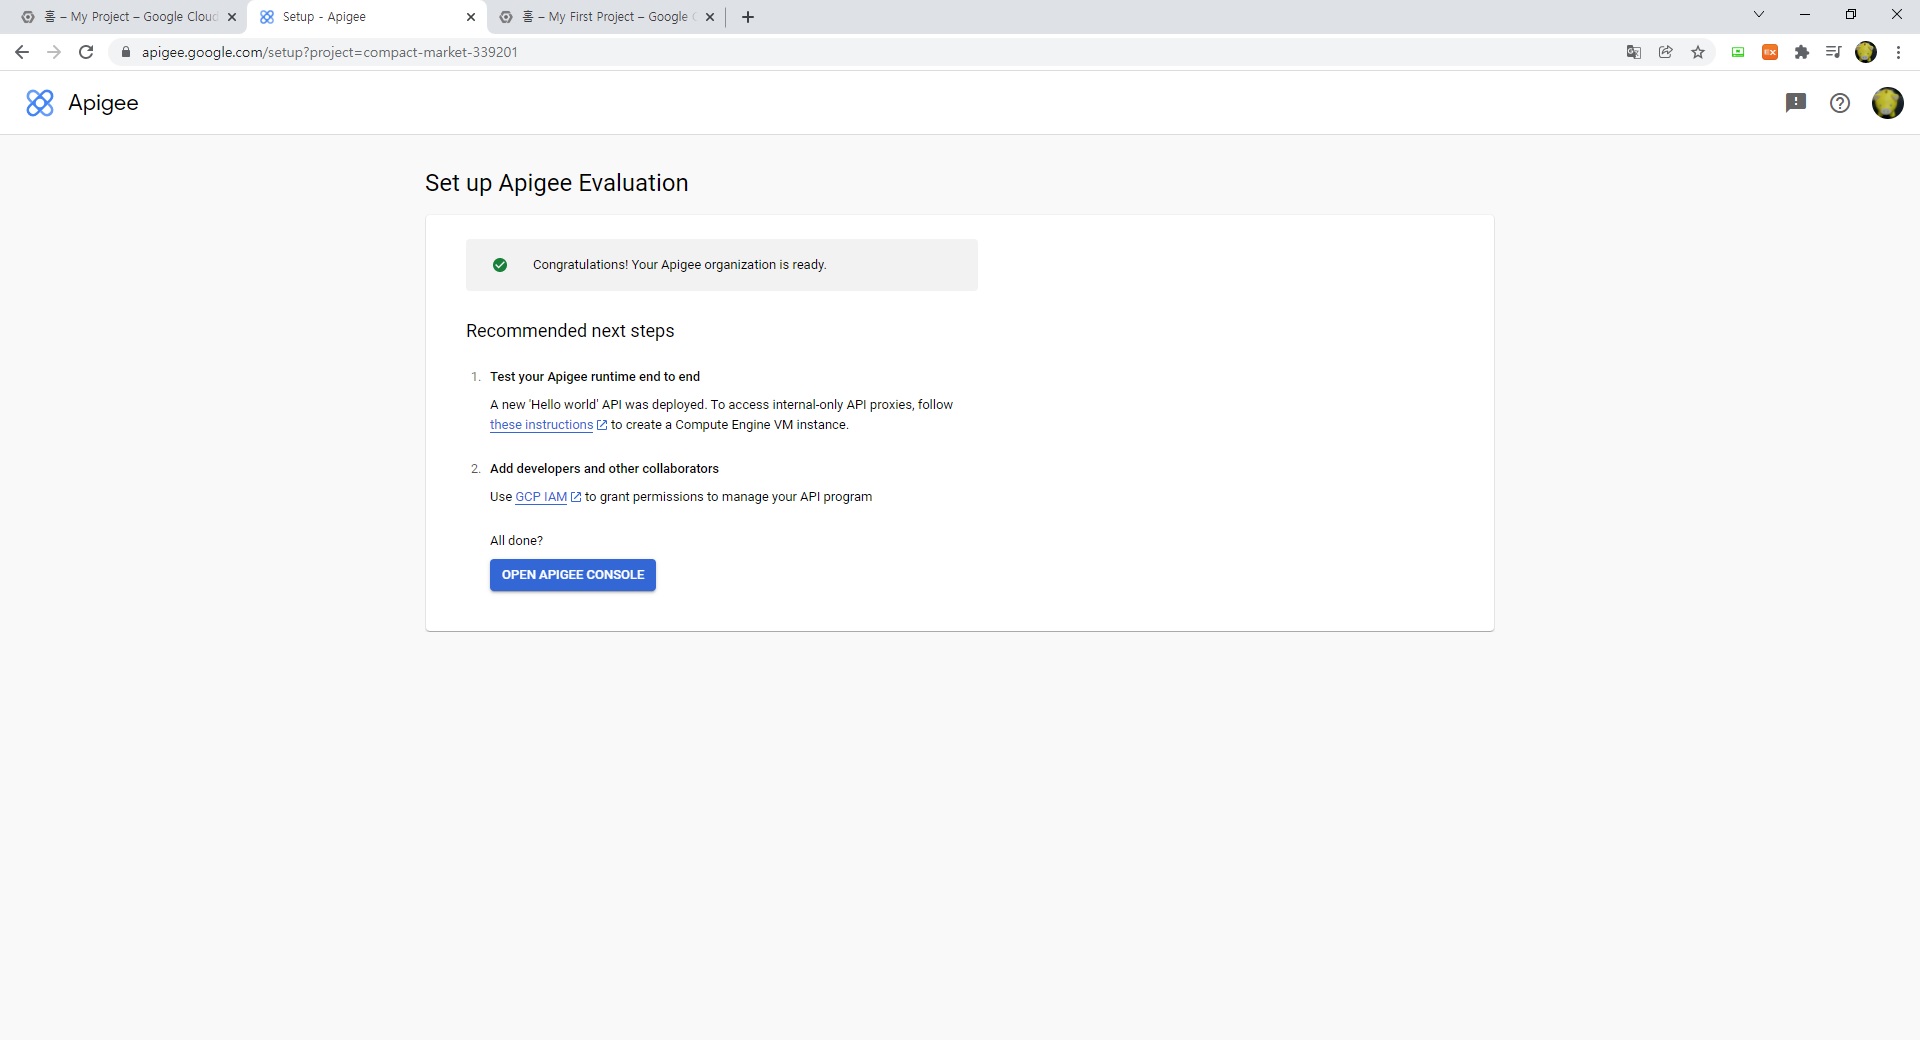 홈 – My Project – Google Cloud
Setup - Apigee
홈 – My First Project – Google C
apigee.google.com/setup?project=compact-market-339201
EX
Apigee
Set up Apigee Evaluation
Congratulations! Your Apigee organization is ready.
Recommended next steps
1. Test your Apigee runtime end to end
A new 'Hello world' API was deployed. To access internal-only API proxies, follow
these instructions to create a Compute Engine VM instance.
2. Add developers and other collaborators
Use GCP IAM to grant permissions to manage your API program
All done?
OPEN APIGEE CONSOLE